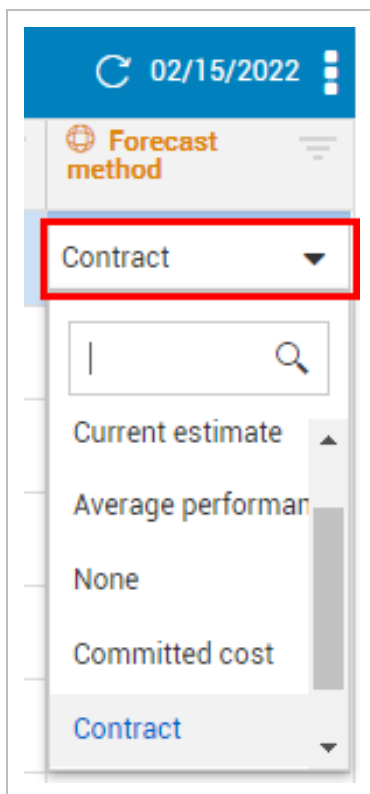 02/15/2022
Forecast
method
Contract
Current estimate
Average performan
None
Committed cost
Contract